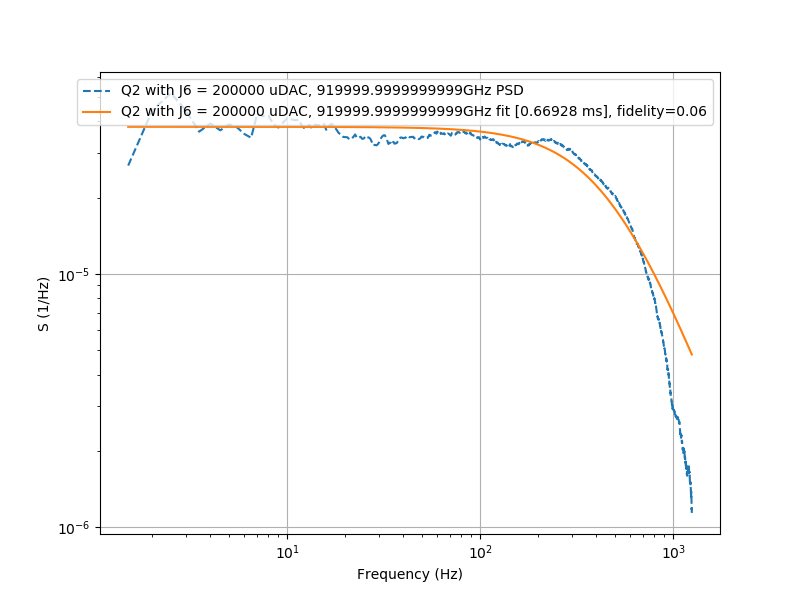 Q2 with J6 = 200000 uDAC, 919999.9999999999GHz PSD
Q2 with J6 = 200000 uDAC, 919999.9999999999GHz fit [0.66928 ms], fidelity=0.06
S (1/Hz)
10⁻⁵
10⁻⁶
10¹ 10² 10³
Frequency (Hz)